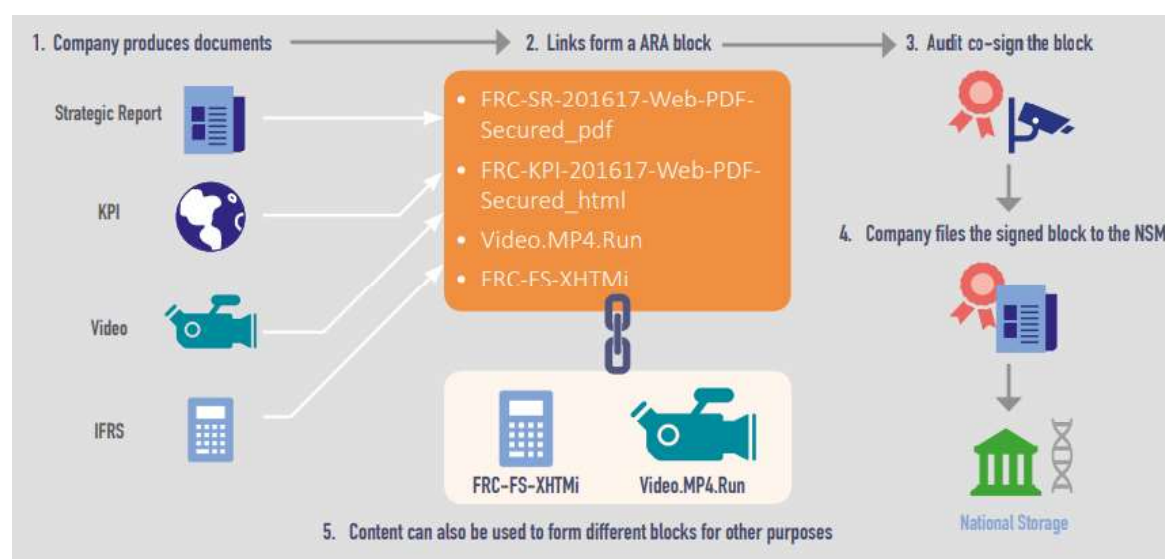 1. Company produces documents
2. Links form a ARA block
3. Audit co-sign the block
Strategic Report
KPI
Video
IFRS
• FRC-SR-201617-Web-PDF-
Secured_pdf
• FRC-KPI-201617-Web-PDF-
Secured_html
• Video.MP4.Run
• FRC-FS-XHTMi
4. Company files the signed block to the NSM
FRC-FS-XHTMi
Video.MP4.Run
National Storage
5. Content can also be used to form different blocks for other purposes